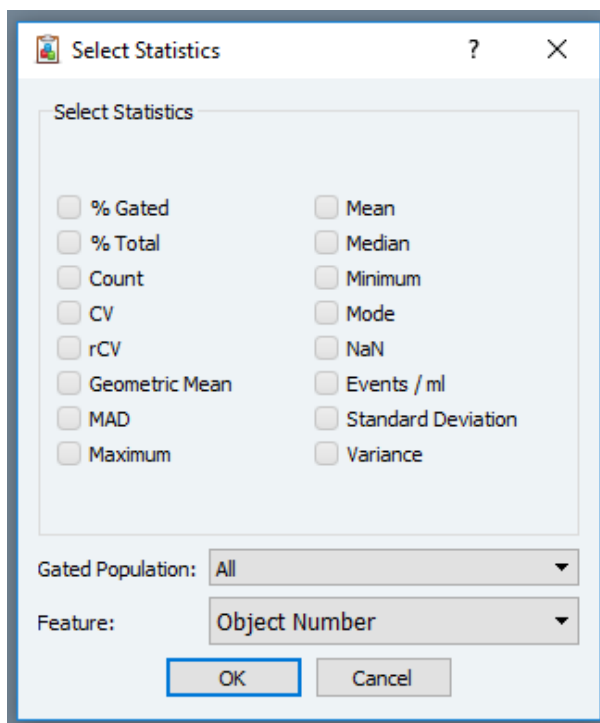 Select Statistics
?
Select Statistics
% Gated
% Total
Count
CV
rCV
Geometric Mean
MAD
Maximum
Mean
Median
Minimum
Mode
NaN
Events / ml
Standard Deviation
Variance
Gated Population: All
Feature: Object Number
OK Cancel